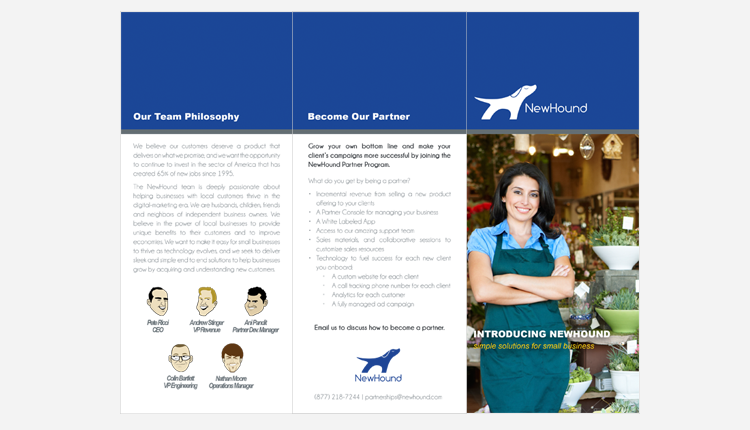 Our Team Philosophy
We believe our customers deserve a product that
delivers on what we promise, and we want the opportunity
to continue to invest in the sector of America that has
created 65% of new jobs since 1995.
The NewHound team is deeply passionate about
helping businesses with local customers thrive in the
digital-marketing era. We are husbands, children, friends
and neighbors of independent business owners. We
believe in the power of local businesses to provide
unique benefits to their customers and to improve
economies. We want to make it easy for small businesses
to thrive as technology evolves, and we seek to deliver
sleek and simple end to end solutions to help businesses
grow by acquiring and understanding new customers.
Pete Ricci
CEO
Andrew Stinger
VP Revenue
Ani Pandit
Partner Dev. Manager
Colin Bartlett
VP Engineering
Nathan Moore
Operations Manager
Become Our Partner
Grow your own bottom line and make your
client's campaigns more successful by joining the
NewHound Partner Program.
What do you get by being a partner?
• Incremental revenue from selling a new product
offering to your clients
• A Partner Console for managing your business
• A White Labeled App
• Access to our amazing support team
• Sales materials, and collaborative sessions to
customise sales resources
• Technology to fuel success for each new client
you onboard:
• A custom website for each client
• A call tracking phone number for each client
• Analytics for each customer
• A fully managed ad campaign
Email us to discuss how to become a partner.
NewHound
(877) 218-7244 | partnerships@newhound.com
NewHound
INTRODUCING NEWHOUND
simple solutions for small business